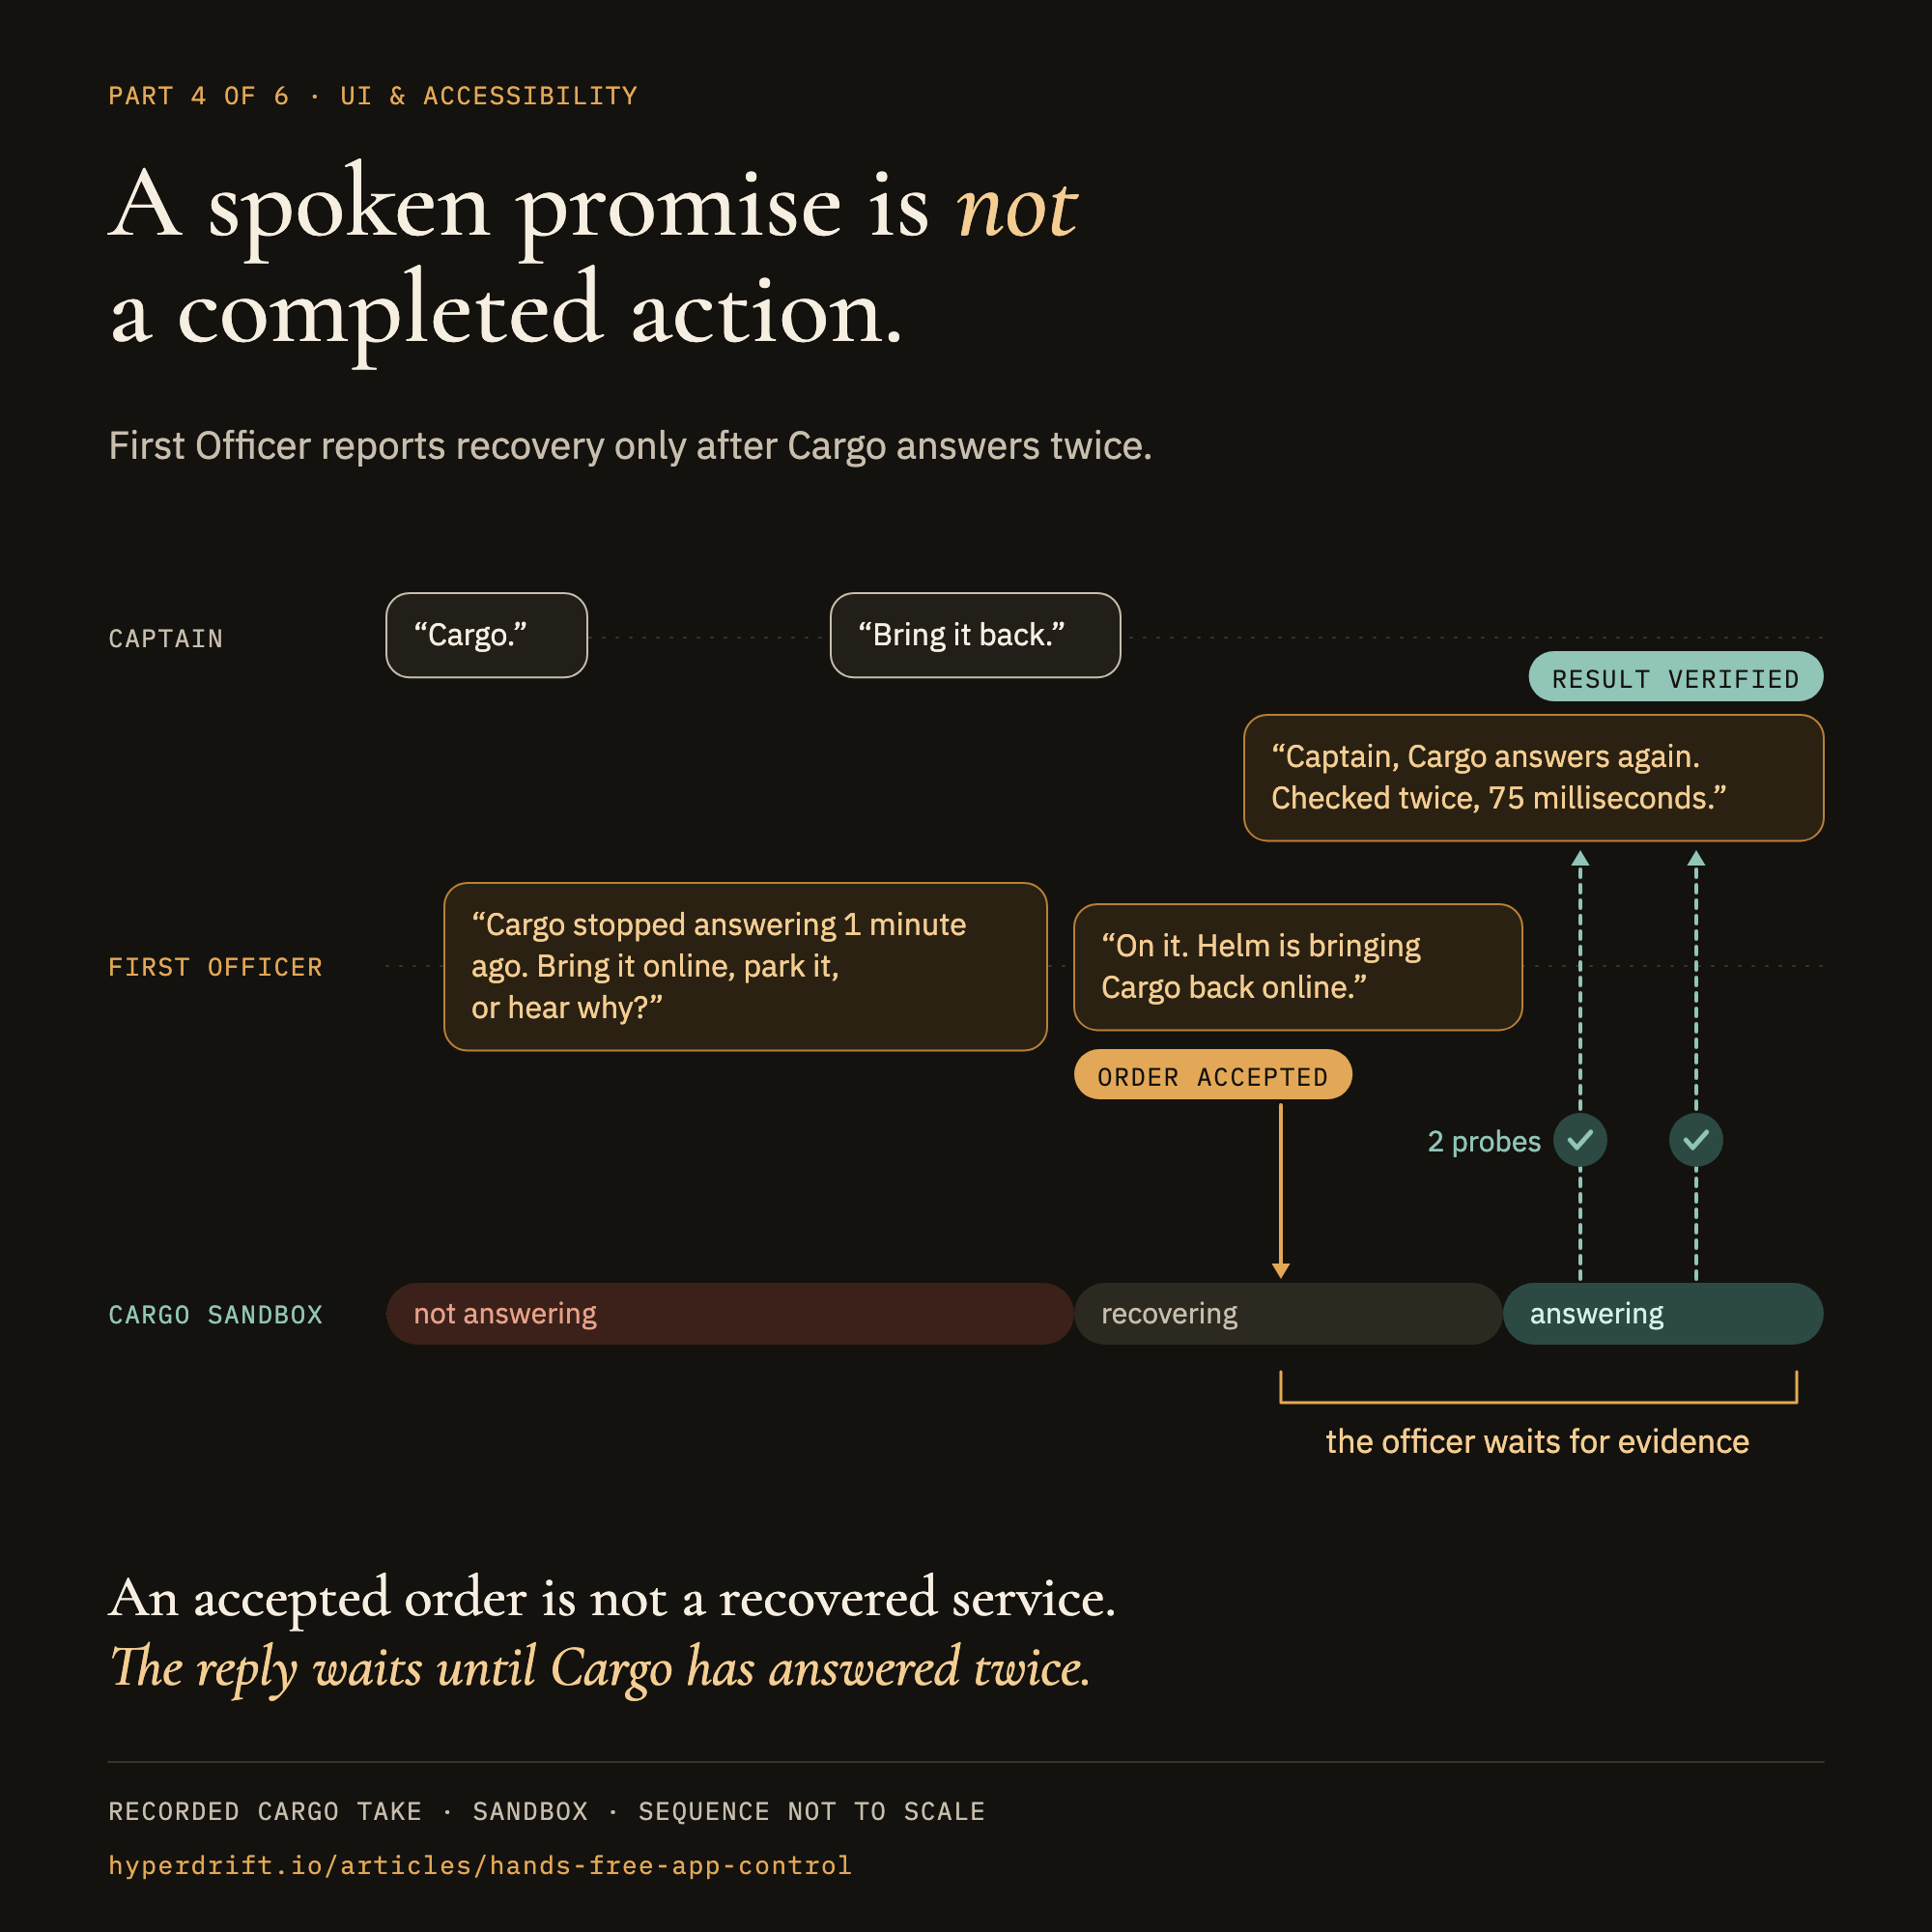 PART 4 OF 6 · UI & ACCESSIBILITY
A spoken promise is not
a completed action.
First Officer reports recovery only after Cargo answers twice.
CAPTAIN
“Cargo.”
“Bring it back.”
RESULT VERIFIED
“Captain, Cargo answers again.
Checked twice, 75 milliseconds.”
FIRST OFFICER
“Cargo stopped answering 1 minute
ago. Bring it online, park it,
or hear why?”
“On it. Helm is bringing
Cargo back online.”
ORDER ACCEPTED
2 probes
CARGO SANDBOX
not answering
recovering
answering
the officer waits for evidence
An accepted order is not a recovered service.
The reply waits until Cargo has answered twice.
RECORDED CARGO TAKE · SANDBOX · SEQUENCE NOT TO SCALE
hyperdrift.io/articles/hands-free-app-control